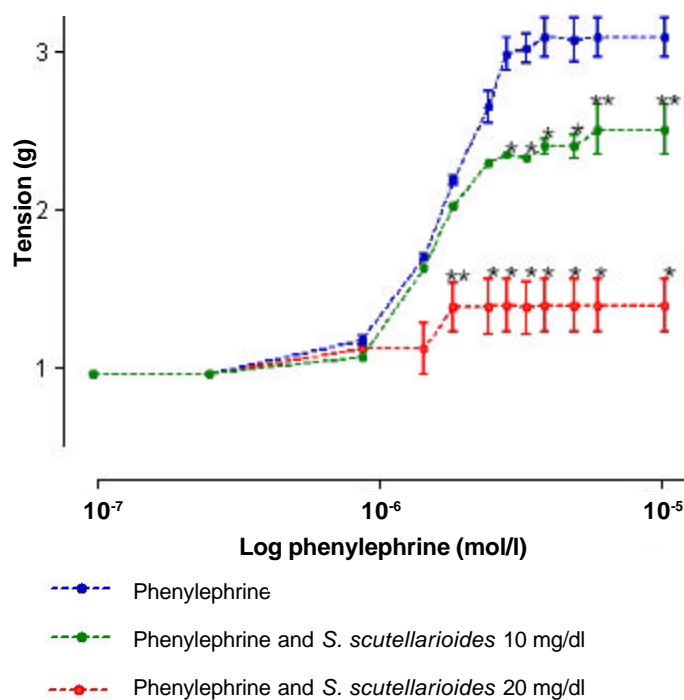 3
2
1
Tension (g)
** **
* * * *
** * * * * * * *
10⁻⁷ 10⁻⁶ 10⁻⁵
Log phenylephrine (mol/l)
Phenylephrine
Phenylephrine and S. scutellarioides 10 mg/dl
Phenylephrine and S. scutellarioides 20 mg/dl